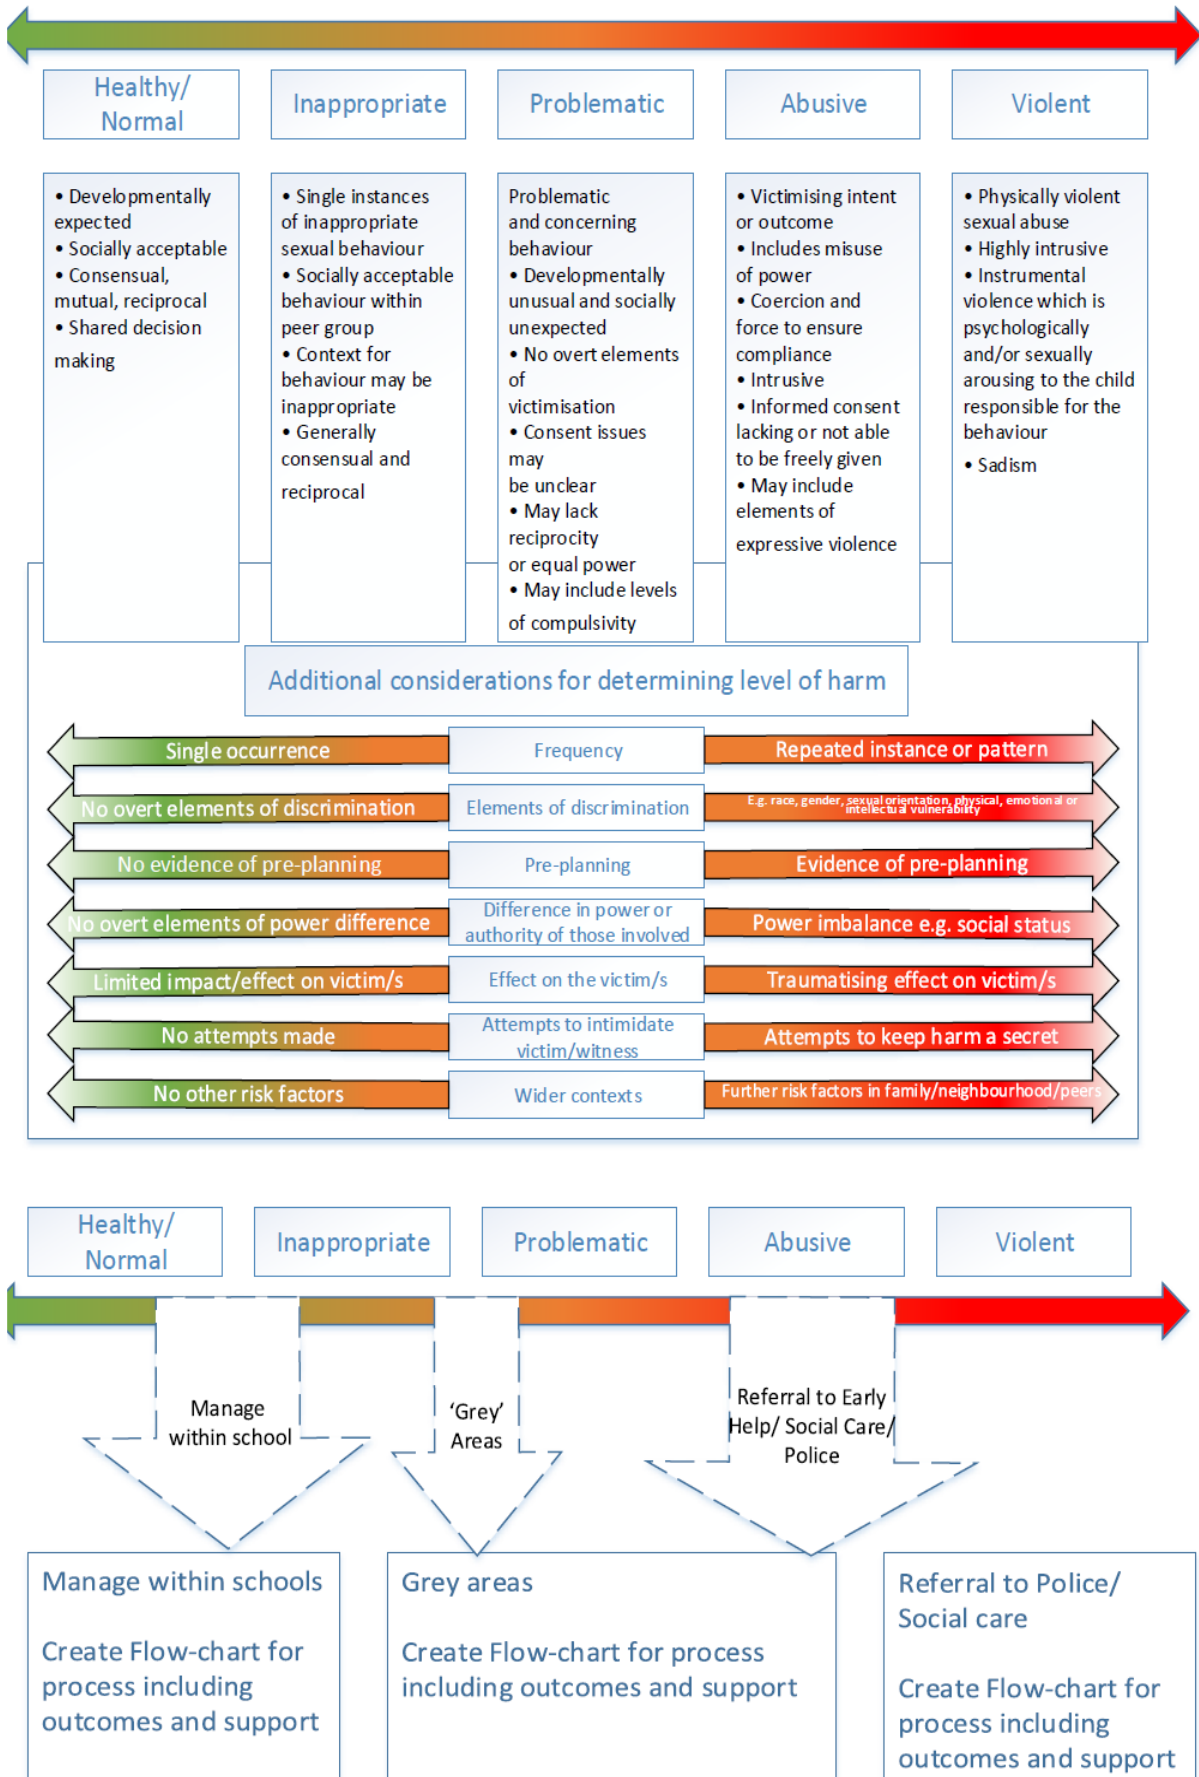 Healthy/
Normal
Inappropriate
Problematic
Abusive
Violent
• Developmentally
expected
• Socially acceptable
• Consensual,
mutual, reciprocal
• Shared decision
making
• Single instances
of inappropriate
sexual behaviour
• Socially acceptable
behaviour within
peer group
• Context for
behaviour may be
inappropriate
• Generally
consensual and
reciprocal
Problematic
and concerning
behaviour
• Developmentally
unusual and socially
unexpected
• No overt elements
of
victimisation
• Consent issues
may
be unclear
• May lack
reciprocity
or equal power
• May include levels
of compulsivity
• Victimising intent
or outcome
• Includes misuse
of power
• Coercion and
force to ensure
compliance
• Intrusive
• Informed consent
lacking or not able
to be freely given
• May include
elements of
expressive violence
• Physically violent
sexual abuse
• Highly intrusive
• Instrumental
violence which is
psychologically
and/or sexually
arousing to the child
responsible for the
behaviour
• Sadism
Additional considerations for determining level of harm
Single occurrence
Frequency
Repeated instance or pattern
No overt elements of discrimination
Elements of discrimination
E.g. race, gender, sexual orientation, physical, emotional or
intellectual vulnerability
No evidence of pre-planning
Pre-planning
Evidence of pre-planning
No overt elements of power difference
Difference in power or
authority of those involved
Power imbalance e.g. social status
Limited impact/effect on victim/s
Effect on the victim/s
Traumatising effect on victim/s
No attempts made
Attempts to intimidate
victim/witness
Attempts to keep harm a secret
No other risk factors
Wider contexts
Further risk factors in family/neighbourhood/peers
Healthy/
Normal
Inappropriate
Problematic
Abusive
Violent
Manage
within school
‘Grey’
Areas
Referral to Early
Help/ Social Care/
Police
Manage within schools
Create Flow-chart for
process including
outcomes and support
Grey areas
Create Flow-chart for process
including outcomes and support
Referral to Police/
Social care
Create Flow-chart for
process including
outcomes and support